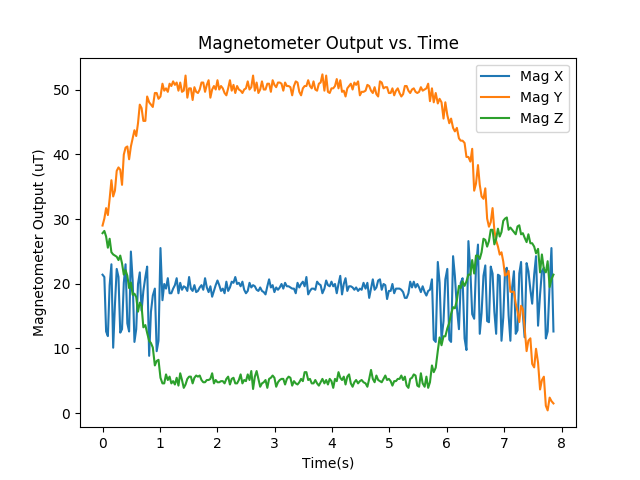 Magnetometer Output vs. Time
Mag X
Mag Y
Mag Z
Magnetometer Output (uT)
50
40
30
20
10
0
0 1 2 3 4 5 6 7 8
Time(s)